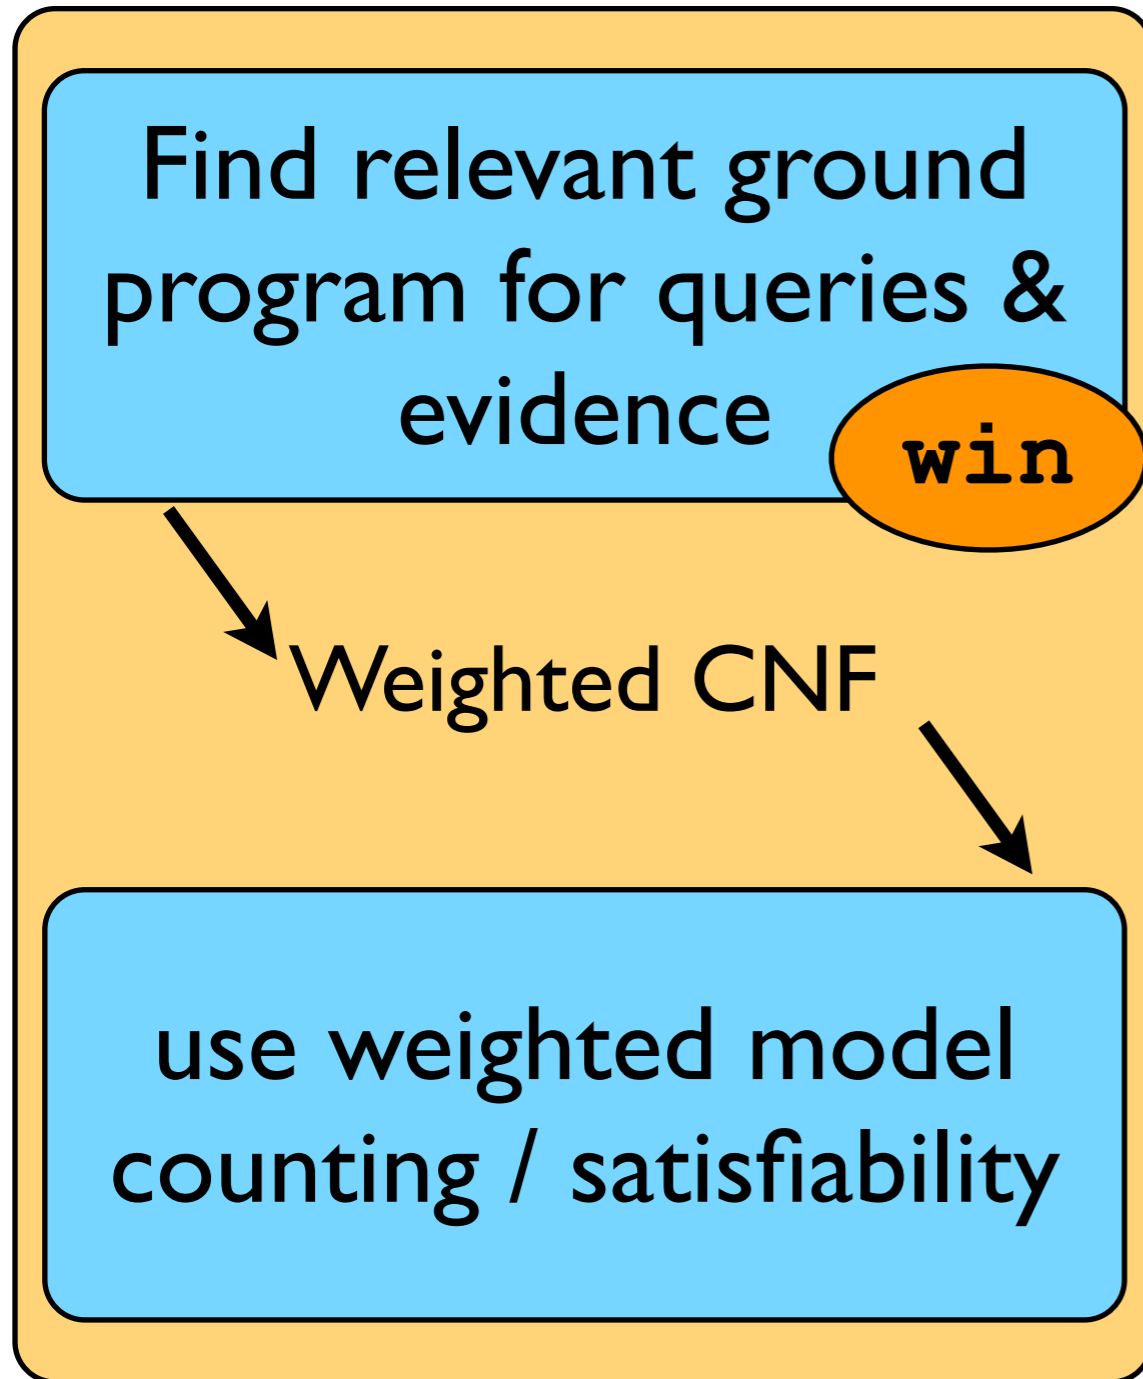 Find relevant ground
program for queries &
evidence
win
Weighted CNF
use weighted model
counting / satisfiability